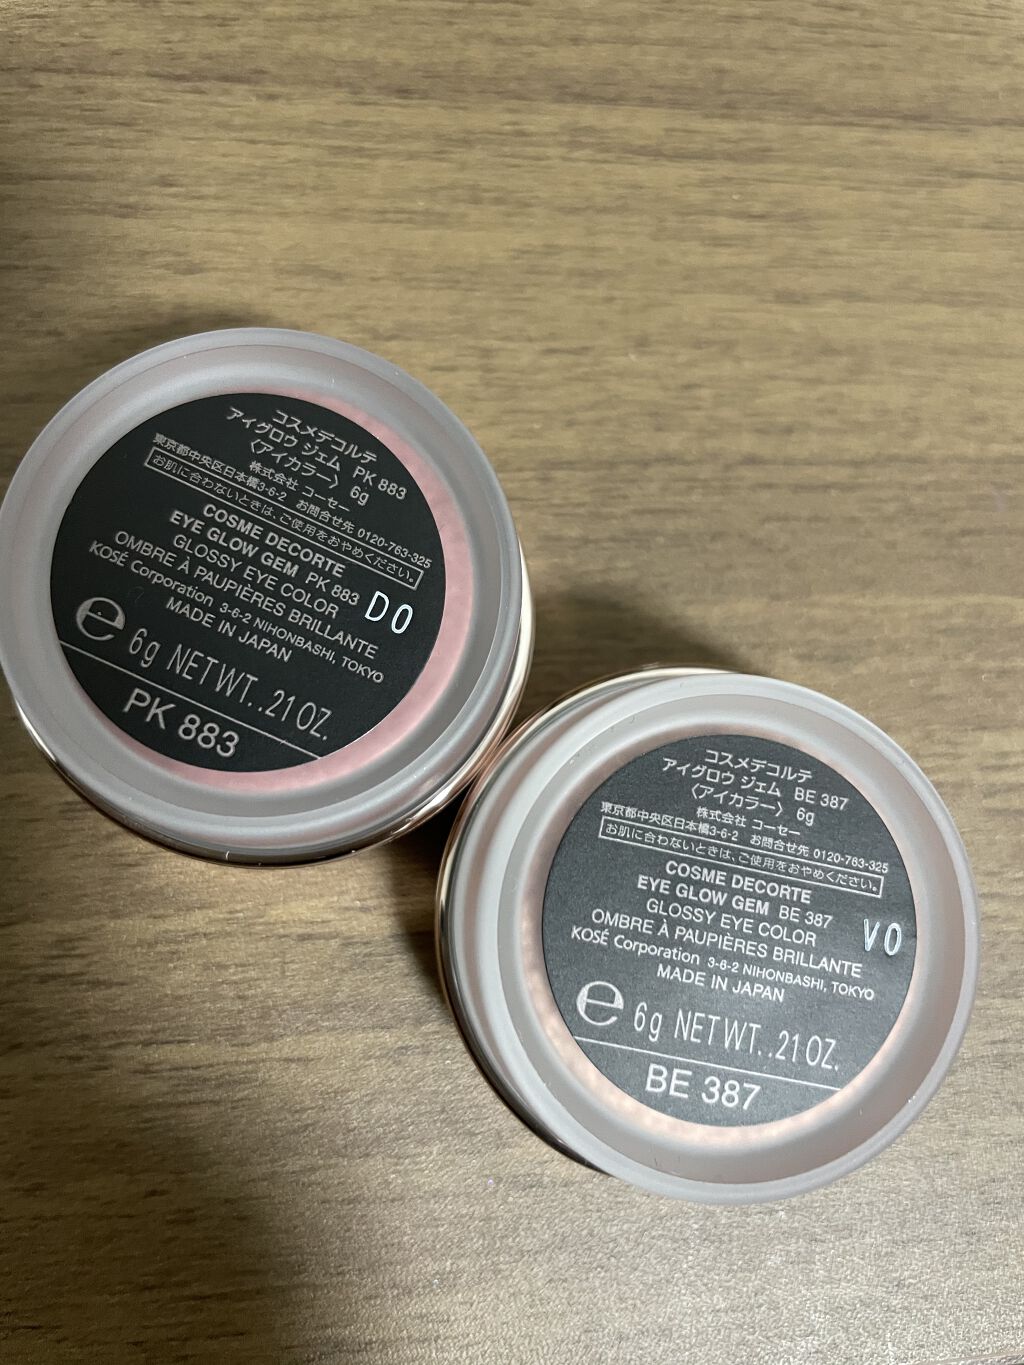 コスメデコルテ
アイグロウ ジェム PK 883
〈アイカラー〉 6g
株式会社 コーセー
東京都中央区日本橋3-6-2 お問合せ先 0120-763-325
お肌に合わないときは、ご使用をおやめください。
COSME DECORTE
EYE GLOW GEM PK 883
GLOSSY EYE COLOR
OMBRE À PAUPIÈRES BRILLANTE
KOSÉ Corporation 3-6-2 NIHONBASHI, TOKYO
MADE IN JAPAN
DO
e 6g NET WT. .21 OZ.
PK 883
コスメデコルテ
アイグロウ ジェム BE 387
〈アイカラー〉 6g
株式会社 コーセー
東京都中央区日本橋3-6-2 お問合せ先 0120-763-325
お肌に合わないときは、ご使用をおやめください。
COSME DECORTE
EYE GLOW GEM BE 387
GLOSSY EYE COLOR
OMBRE À PAUPIÈRES BRILLANTE
KOSÉ Corporation 3-6-2 NIHONBASHI, TOKYO
MADE IN JAPAN
VO
e 6g NET WT. .21 OZ.
BE 387